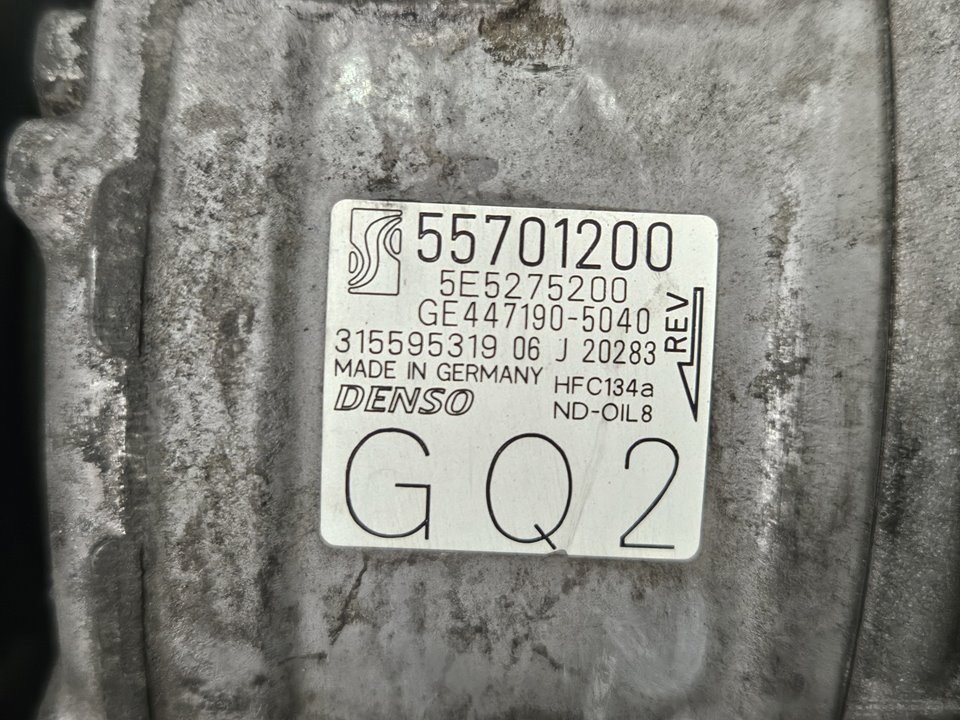 55701200
5E5275200
GE447190-5040
315595319 06 J 20283
MADE IN GERMANY
HFC134a
DENSO
ND-OIL8
REV
GQ2